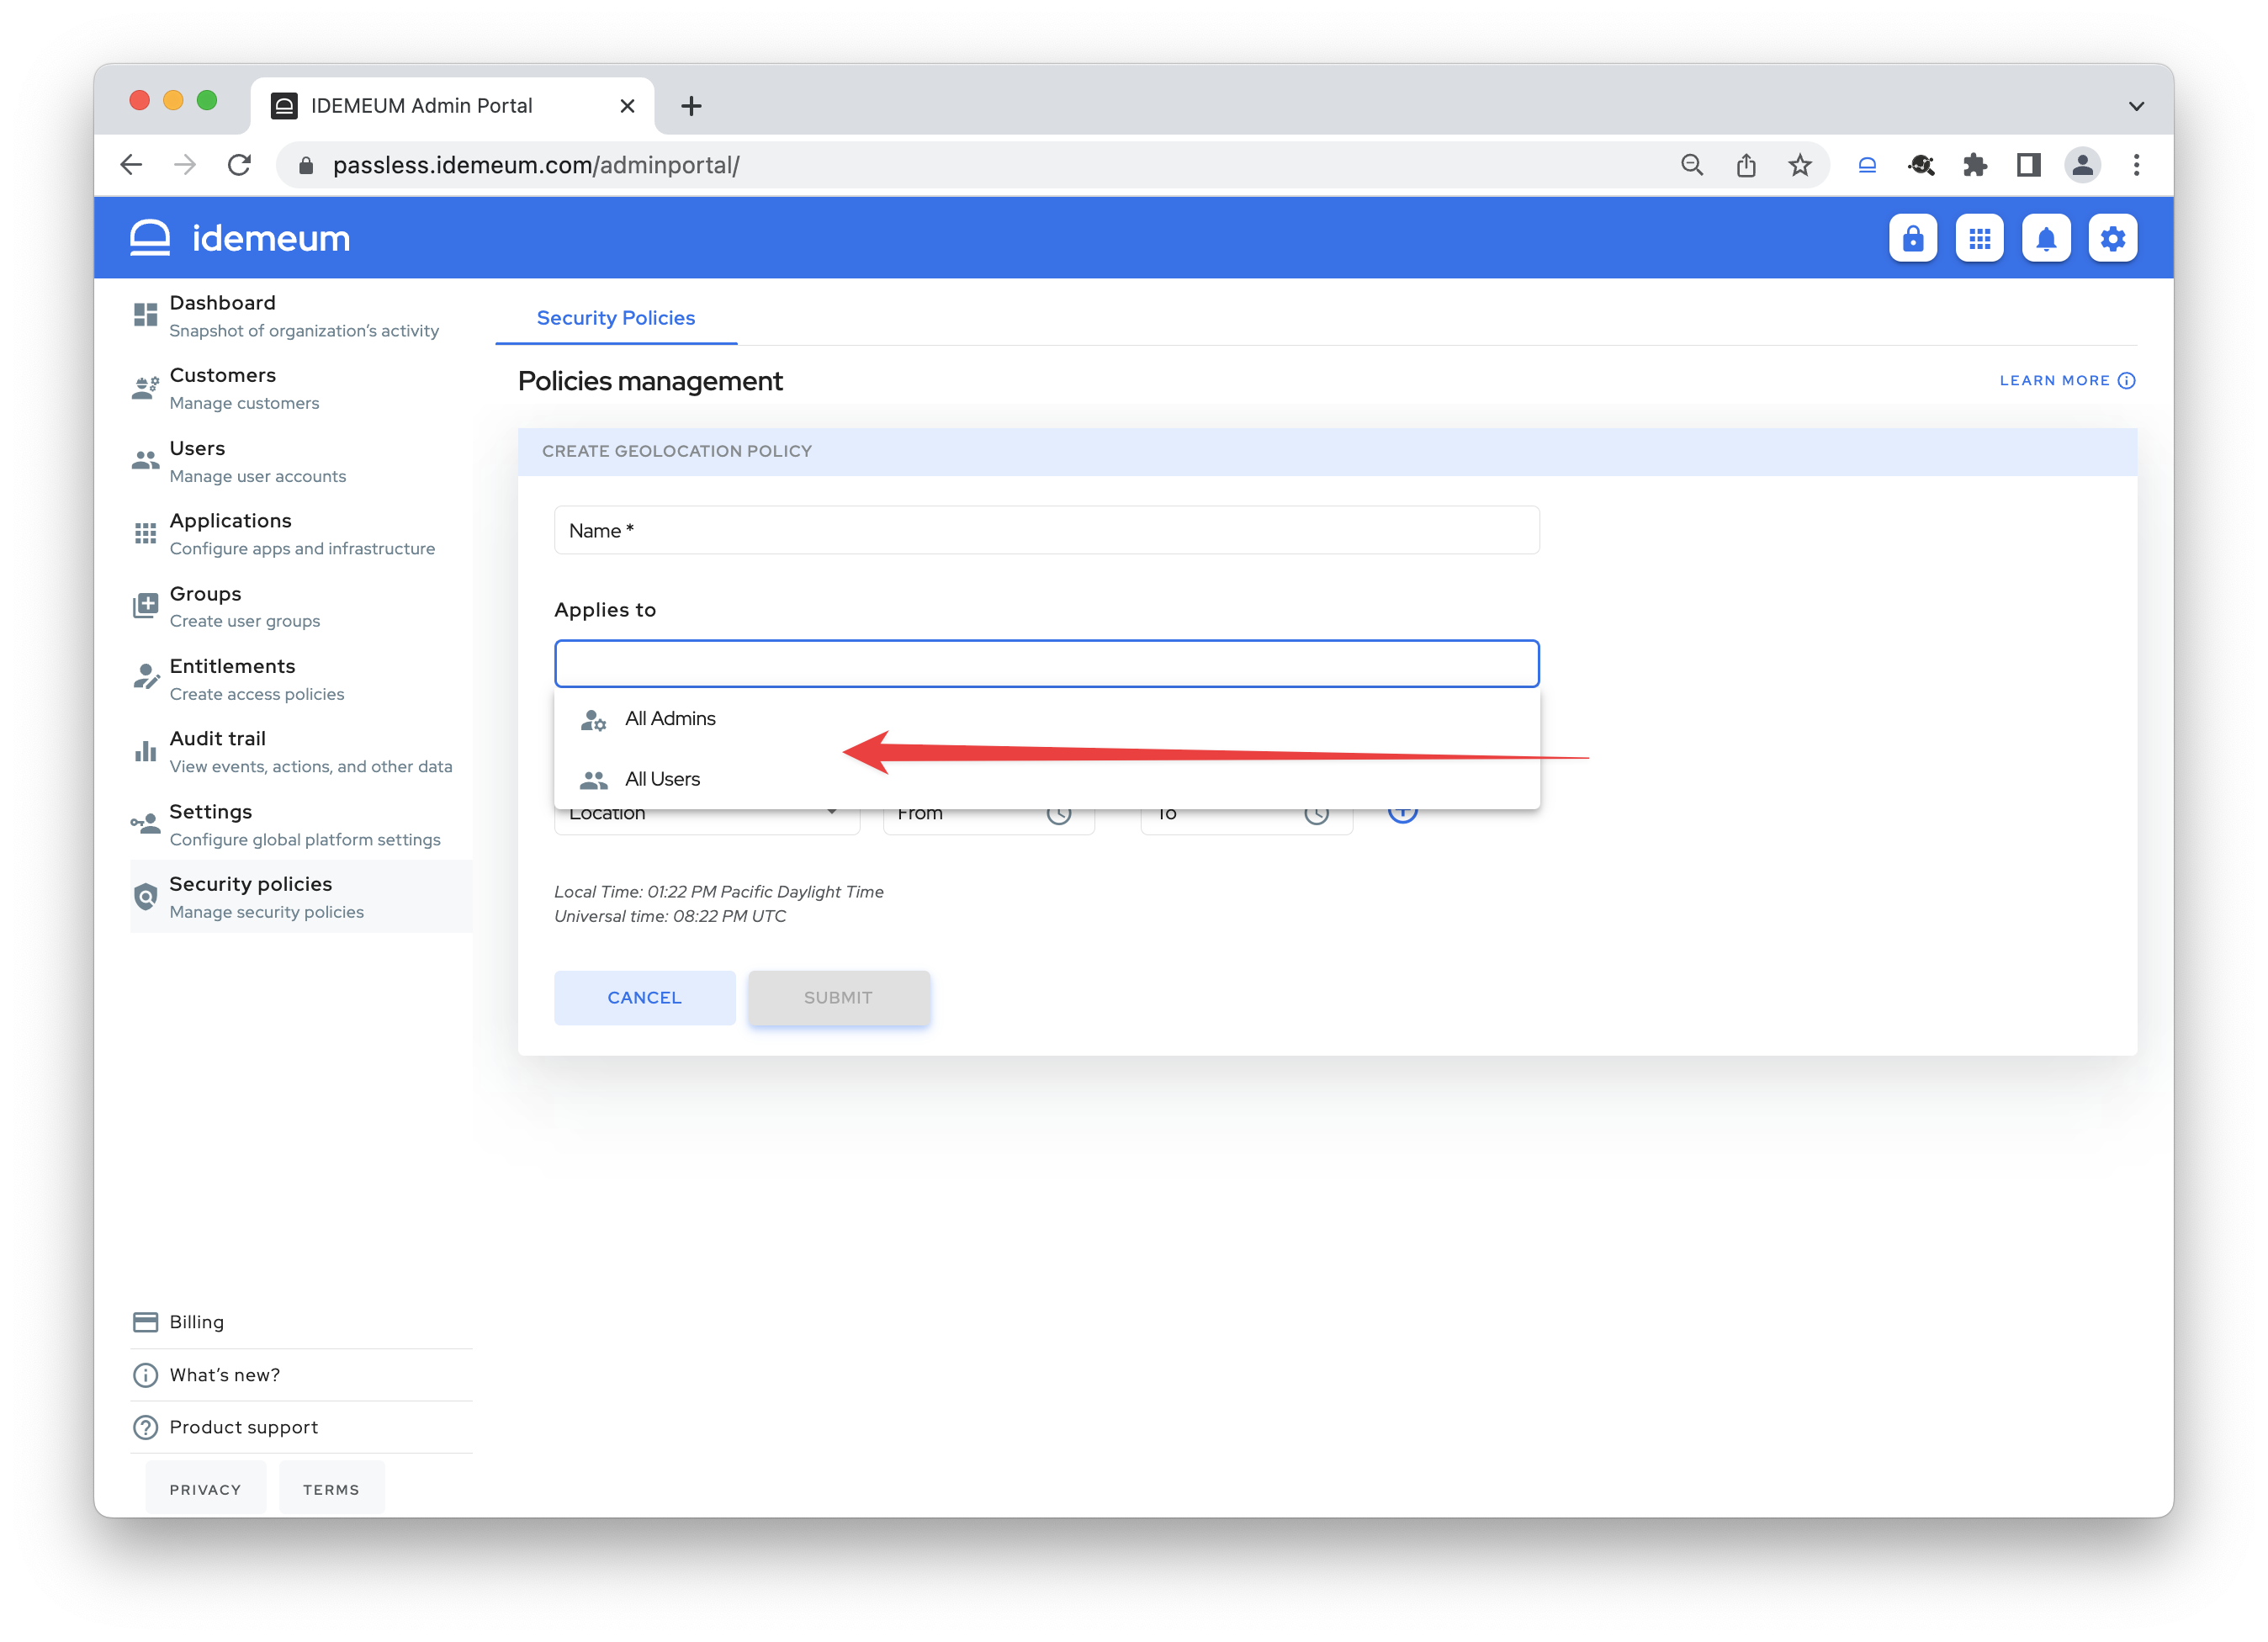 IDEMEUM Admin Portal
passless.idemeum.com/adminportal/
idemeum
Dashboard
Snapshot of organization's activity
Customers
Manage customers
Users
Manage user accounts
Applications
Configure apps and infrastructure
Groups
Create user groups
Entitlements
Create access policies
Audit trail
View events, actions, and other data
Settings
Configure global platform settings
Security policies
Manage security policies
Billing
What's new?
Product support
PRIVACY TERMS
Security Policies
Policies management
LEARN MORE
CREATE GEOLOCATION POLICY
Name *
Applies to
All Admins
All Users
Location From To
Local Time: 01:22 PM Pacific Daylight Time
Universal time: 08:22 PM UTC
CANCEL SUBMIT